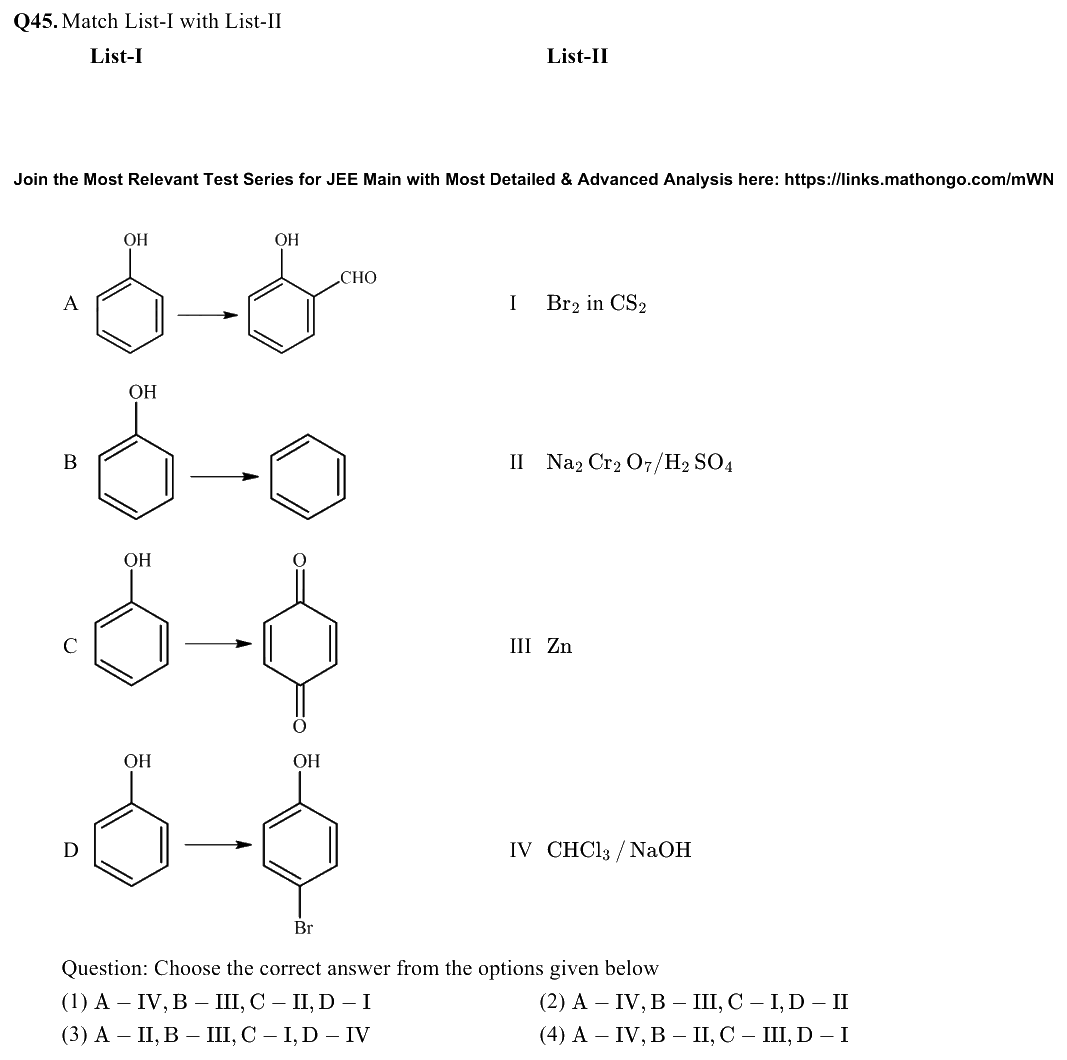 Q45. Match List-I with List-II
List-I List-II
Join the Most Relevant Test Series for JEE Main with Most Detailed & Advanced Analysis here: https://links.mathongo.com/mWN
OH OH
CHO
A I Br₂ in CS₂
OH
B II Na₂ Cr₂ O₇/H₂ SO₄
OH O
C III Zn
O
OH OH
D IV CHCl₃ / NaOH
Br
Question: Choose the correct answer from the options given below
(1) A – IV, B – III, C – II, D – I (2) A – IV, B – III, C – I, D – II
(3) A – II, B – III, C – I, D – IV (4) A – IV, B – II, C – III, D – I